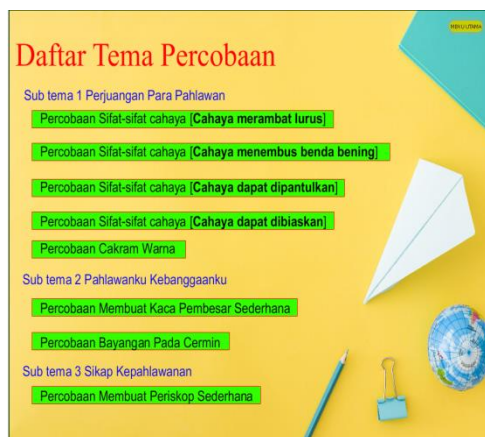 MENU UTAMA
Daftar Tema Percobaan
Sub tema 1 Perjuangan Para Pahlawan
Percobaan Sifat-sifat cahaya [Cahaya merambat lurus]
Percobaan Sifat-sifat cahaya [Cahaya menembus benda bening]
Percobaan Sifat-sifat cahaya [Cahaya dapat dipantulkan]
Percobaan Sifat-sifat cahaya [Cahaya dapat dibiaskan]
Percobaan Cakram Warna
Sub tema 2 Pahlawanku Kebanggaanku
Percobaan Membuat Kaca Pembesar Sederhana
Percobaan Bayangan Pada Cermin
Sub tema 3 Sikap Kepahlawanan
Percobaan Membuat Periskop Sederhana